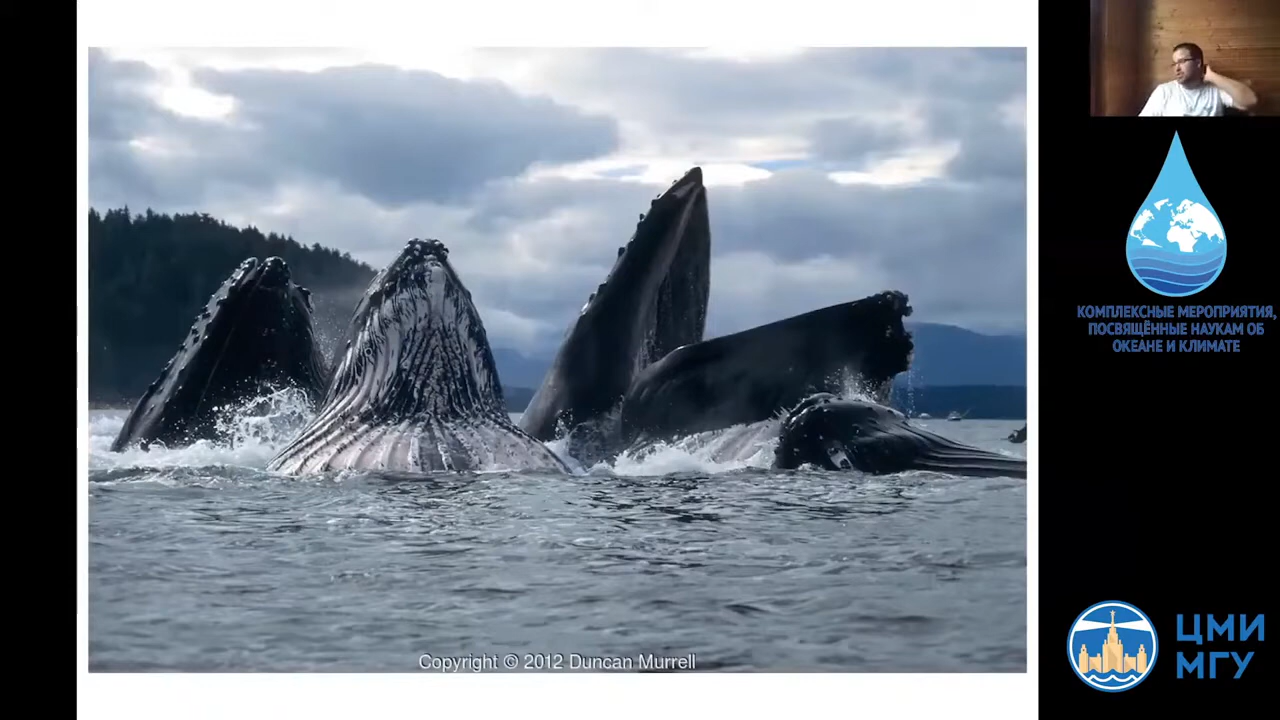 КОМПЛЕКСНЫЕ МЕРОПРИЯТИЯ,
ПОСВЯЩЁННЫЕ НАУКАМ ОБ
ОКЕАНЕ И КЛИМАТЕ
Copyright © 2012 Duncan Murrell
ЦМИ
МГУ